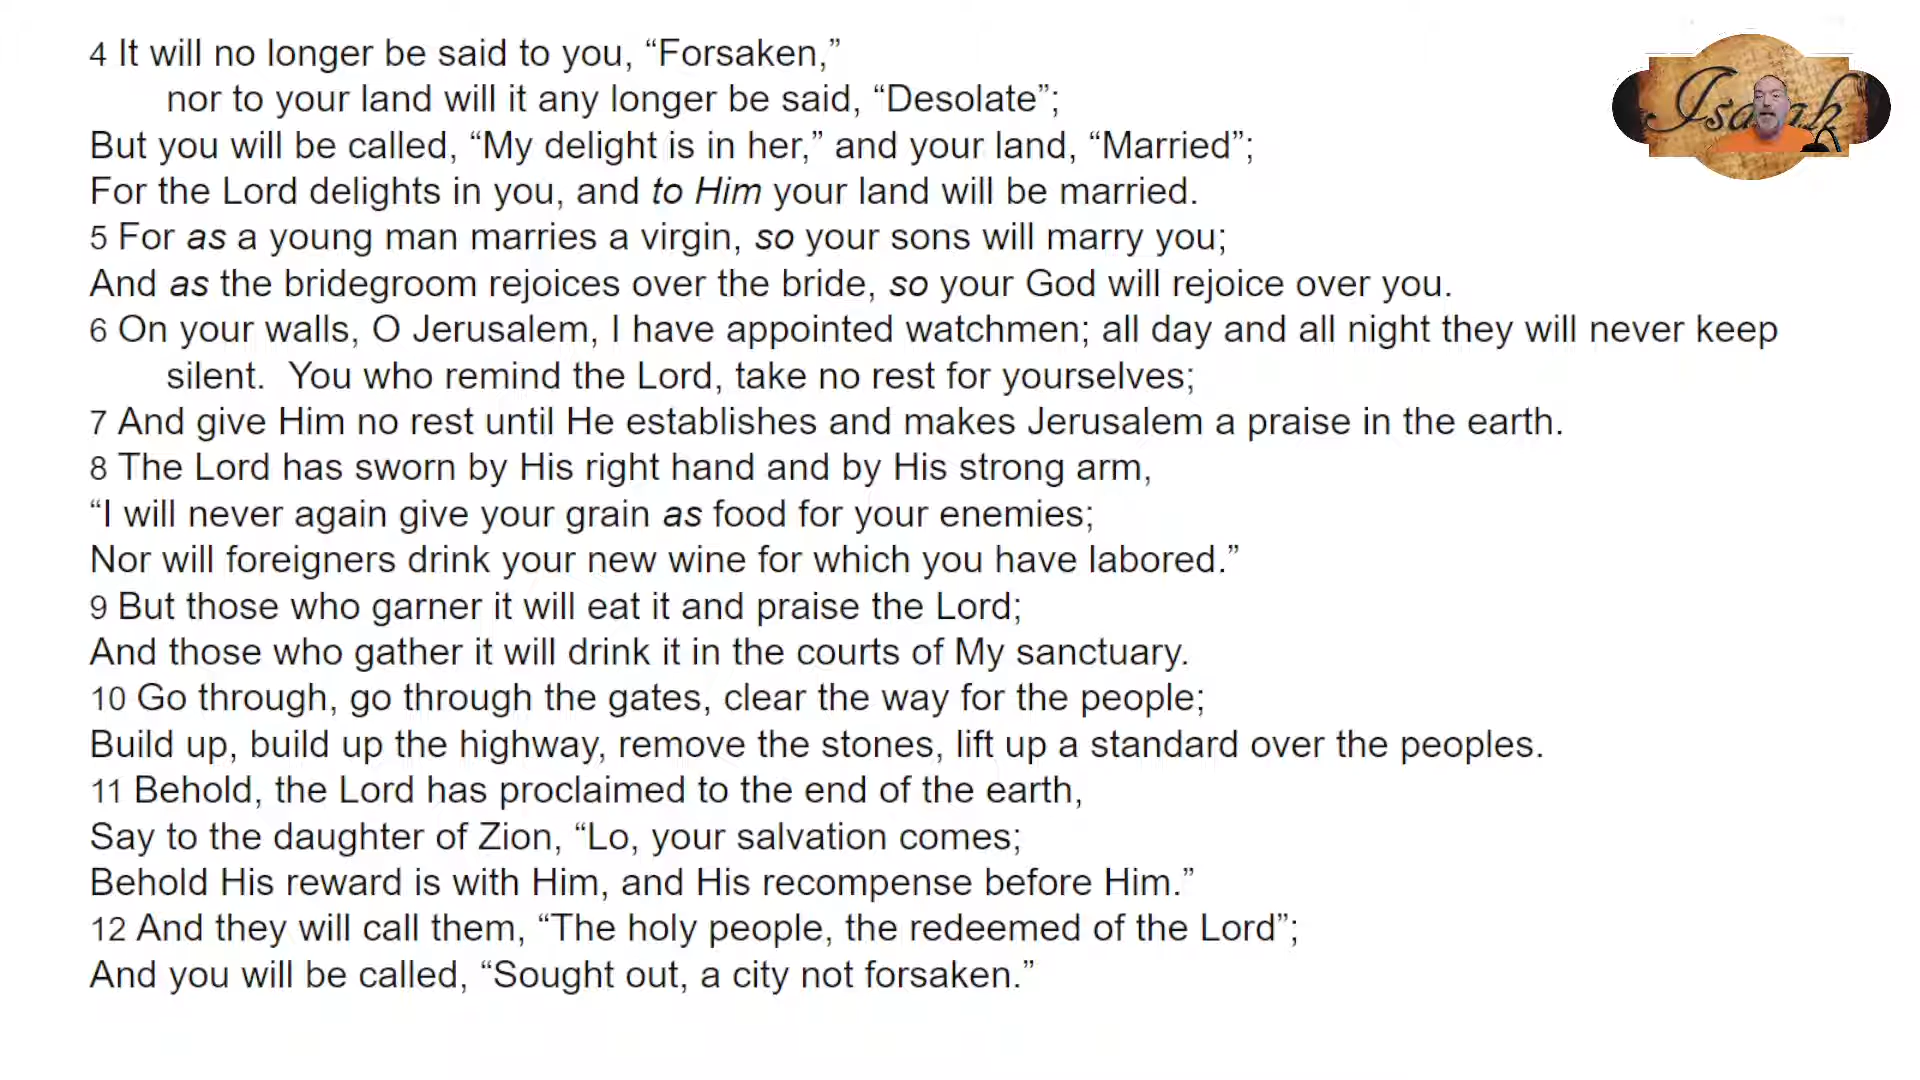 4 It will no longer be said to you, “Forsaken,”
nor to your land will it any longer be said, “Desolate”;
But you will be called, “My delight is in her,” and your land, “Married”;
For the Lord delights in you, and to Him your land will be married.
5 For as a young man marries a virgin, so your sons will marry you;
And as the bridegroom rejoices over the bride, so your God will rejoice over you.
6 On your walls, O Jerusalem, I have appointed watchmen; all day and all night they will never keep
silent.  You who remind the Lord, take no rest for yourselves;
7 And give Him no rest until He establishes and makes Jerusalem a praise in the earth.
8 The Lord has sworn by His right hand and by His strong arm,
“I will never again give your grain as food for your enemies;
Nor will foreigners drink your new wine for which you have labored.”
9 But those who garner it will eat it and praise the Lord;
And those who gather it will drink it in the courts of My sanctuary.
10 Go through, go through the gates, clear the way for the people;
Build up, build up the highway, remove the stones, lift up a standard over the peoples.
11 Behold, the Lord has proclaimed to the end of the earth,
Say to the daughter of Zion, “Lo, your salvation comes;
Behold His reward is with Him, and His recompense before Him.”
12 And they will call them, “The holy people, the redeemed of the Lord”;
And you will be called, “Sought out, a city not forsaken.”
Isaiah